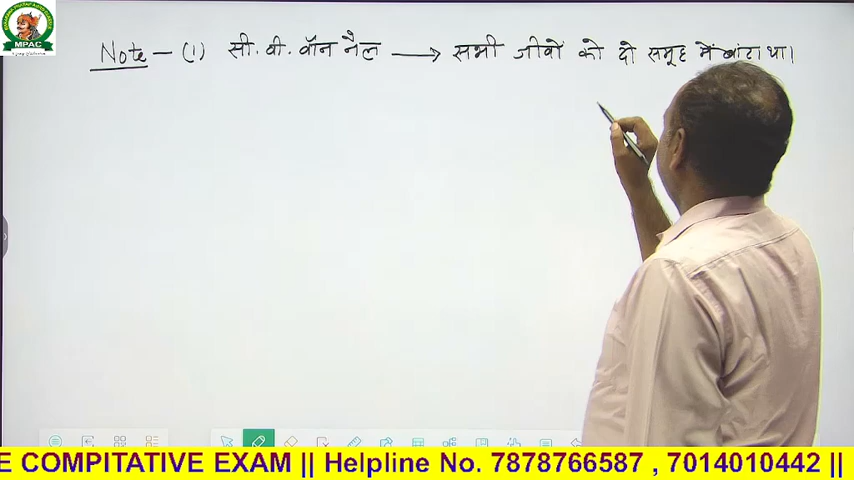 MPAC
Note – (1) सी. वी. वॉन नैल → सभी जीवों को दो समूह में बांटा था।
E COMPITATIVE EXAM || Helpline No. 7878766587 , 7014010442 ||